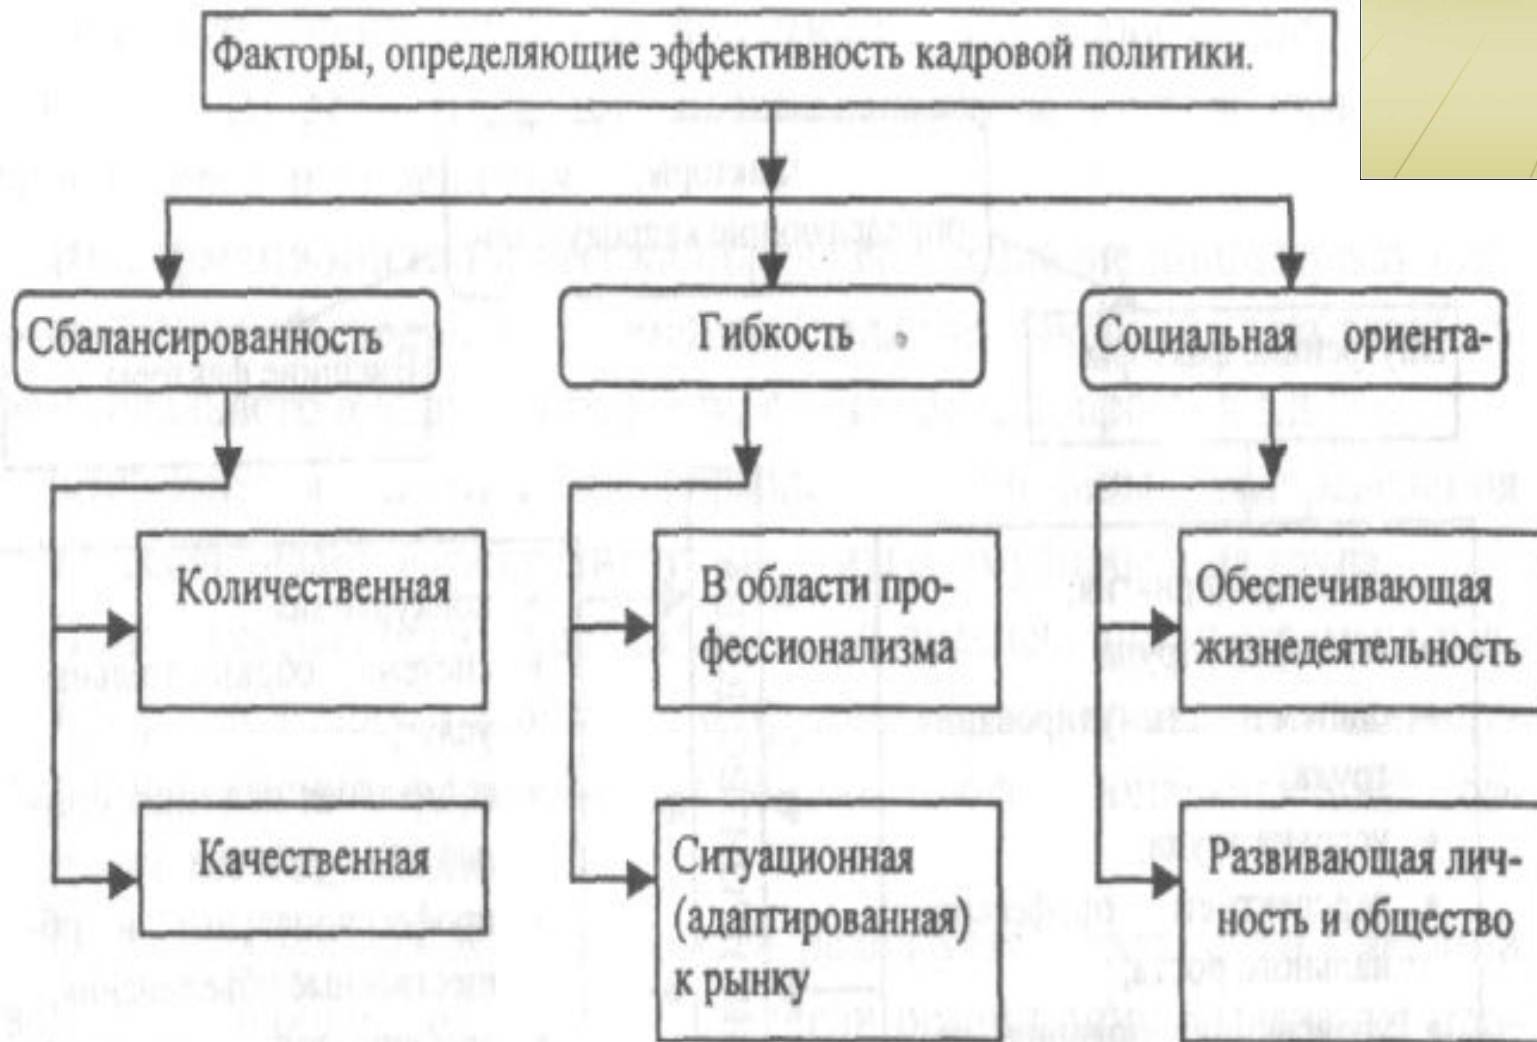 Факторы, определяющие эффективность кадровой политики.
Сбалансированность
Гибкость
Социальная ориента-
Количественная
В области про-
фессионализма
Обеспечивающая
жизнедеятельность
Качественная
Ситуационная
(адаптированная)
к рынку
Развивающая лич-
ность и общество